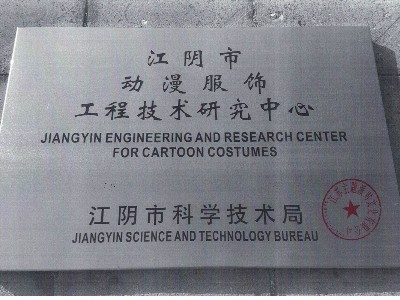 江阴市
动漫服饰
工程技术研究中心
JIANGYIN ENGINEERING AND RESEARCH CENTER
FOR CARTOON COSTUMES
江阴市科学技术局
JIANGYIN SCIENCE AND TECHNOLOGY BUREAU